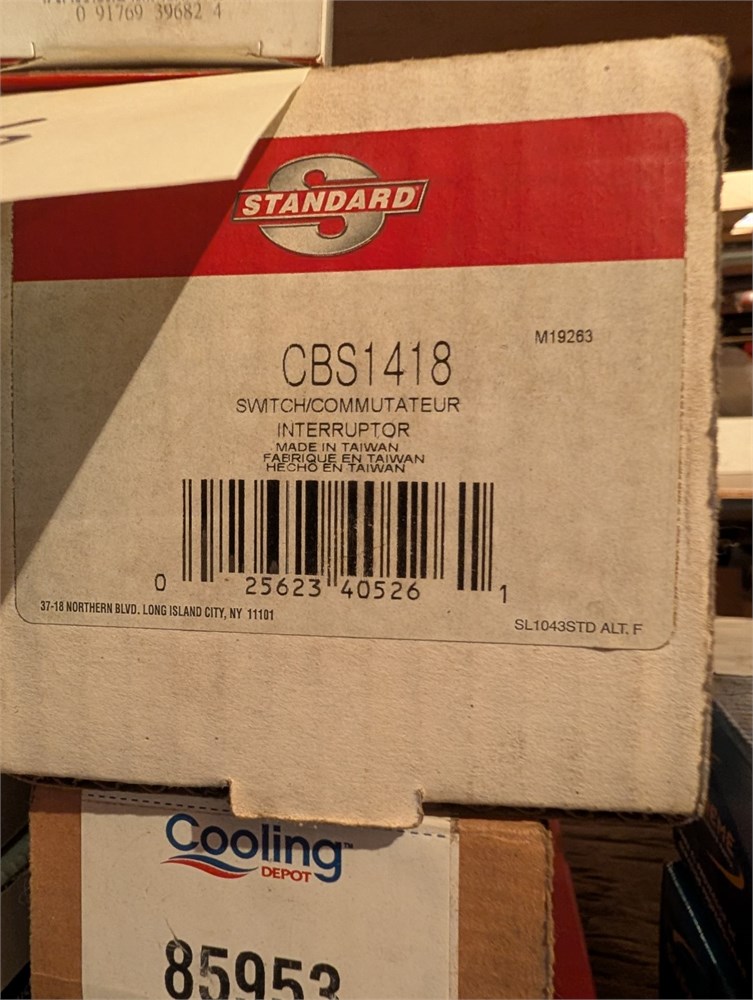 0 91769 39682 4
STANDARD
M19263
CBS1418
SWITCH/COMMUTATEUR
INTERRUPTOR
MADE IN TAIWAN
FABRIQUE EN TAIWAN
HECHO EN TAIWAN
0 25623 40526 1
37-18 NORTHERN BLVD. LONG ISLAND CITY, NY 11101
SL1043STD ALT. F
Cooling™
DEPOT
85953